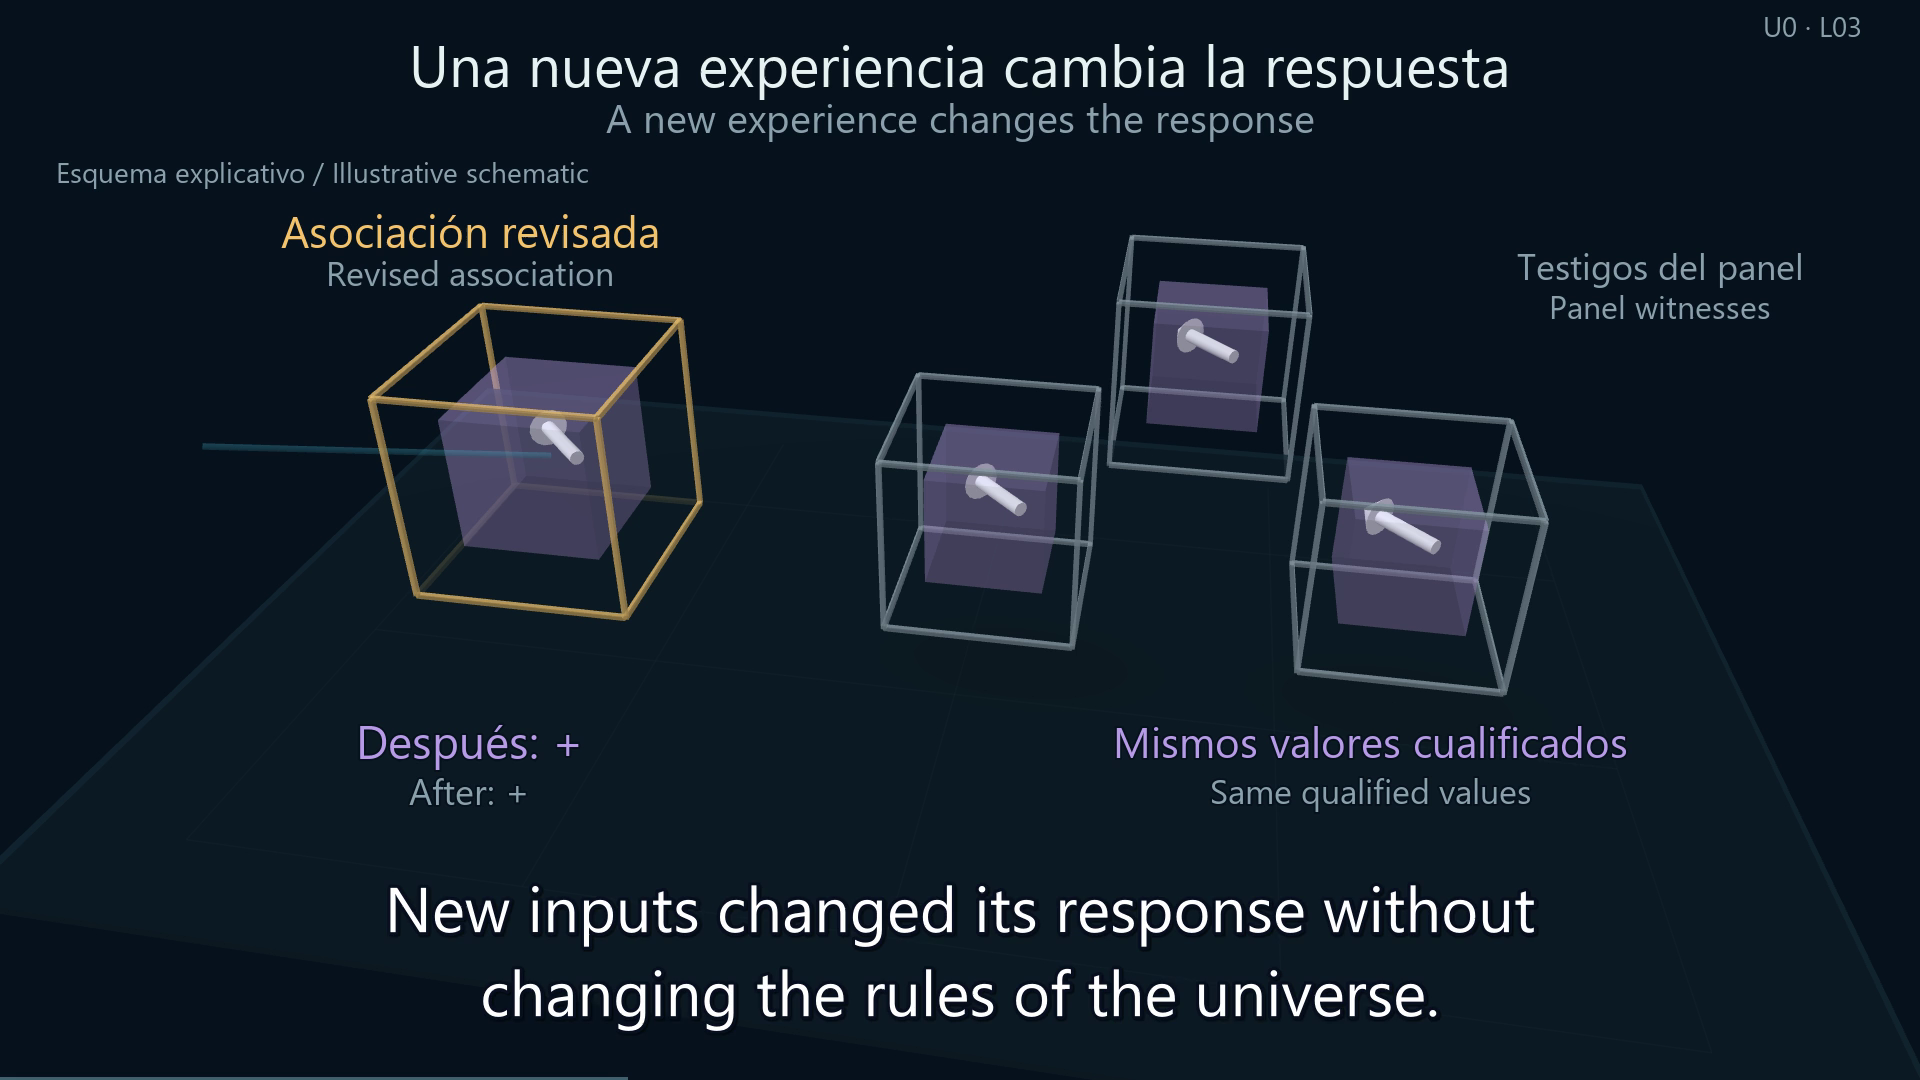 U0 · L03
Una nueva experiencia cambia la respuesta
A new experience changes the response
Esquema explicativo / Illustrative schematic
Asociación revisada
Revised association
Testigos del panel
Panel witnesses
Después: +
After: +
Mismos valores cualificados
Same qualified values
New inputs changed its response without
changing the rules of the universe.